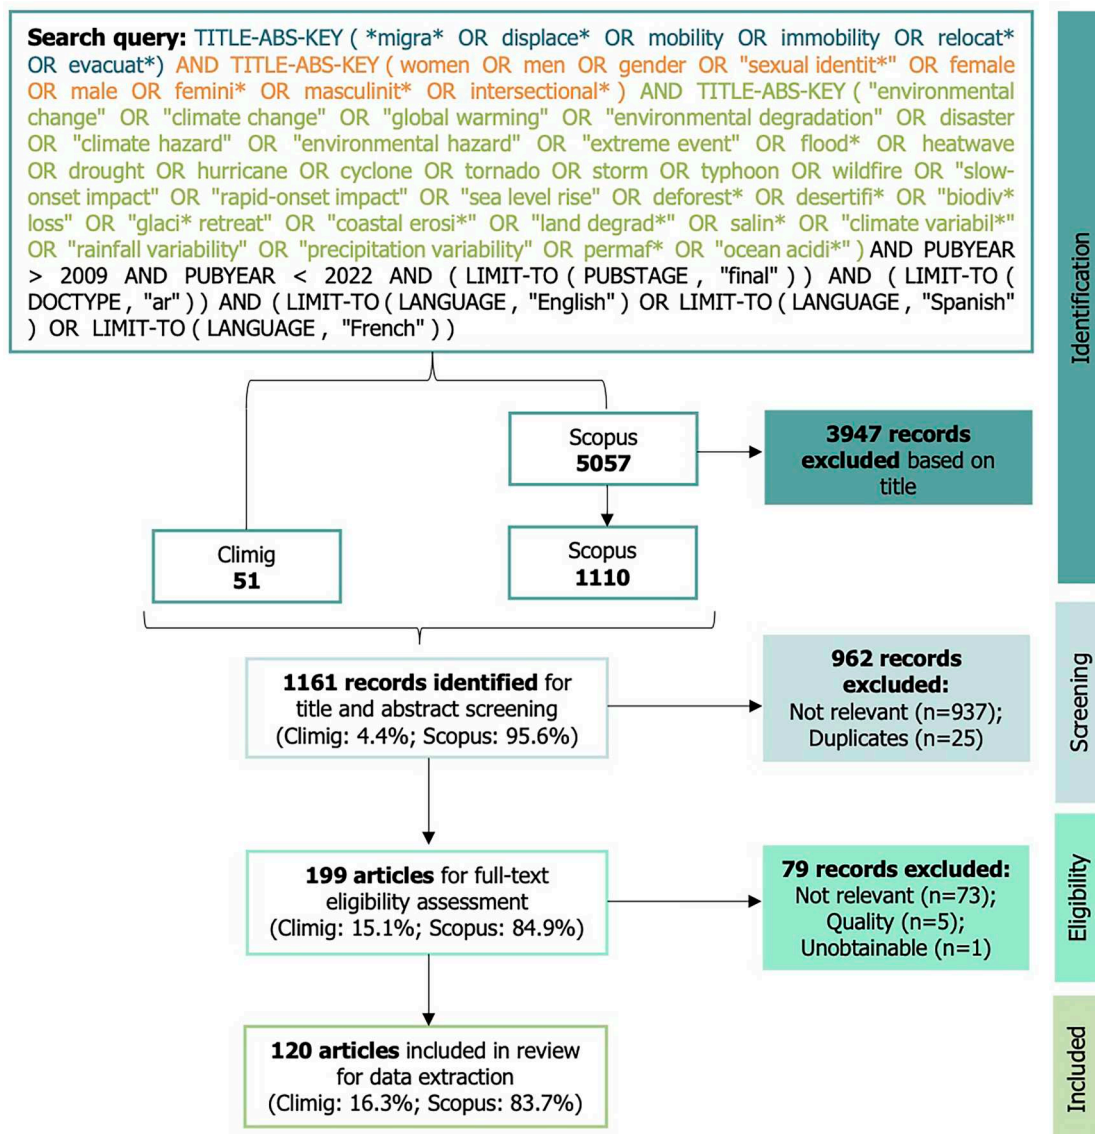 Search query: TITLE-ABS-KEY ( *migra* OR displace* OR mobility OR immobility OR relocat*
OR evacuat*) AND TITLE-ABS-KEY ( women OR men OR gender OR "sexual identit*" OR female
OR male OR femini* OR masculinit* OR intersectional* ) AND TITLE-ABS-KEY ( "environmental
change" OR "climate change" OR "global warming" OR "environmental degradation" OR disaster
OR "climate hazard" OR "environmental hazard" OR "extreme event" OR flood* OR heatwave
OR drought OR hurricane OR cyclone OR tornado OR storm OR typhoon OR wildfire OR "slow-
onset impact" OR "rapid-onset impact" OR "sea level rise" OR deforest* OR desertifi* OR "biodiv*
loss" OR "glaci* retreat" OR "coastal erosi*" OR "land degrad*" OR salin* OR "climate variabil*"
OR "rainfall variability" OR "precipitation variability" OR permaf* OR "ocean acidi*" ) AND PUBYEAR
> 2009 AND PUBYEAR < 2022 AND ( LIMIT-TO ( PUBSTAGE , "final" ) ) AND ( LIMIT-TO (
DOCTYPE , "ar" ) ) AND ( LIMIT-TO ( LANGUAGE , "English" ) OR LIMIT-TO ( LANGUAGE , "Spanish"
) OR LIMIT-TO ( LANGUAGE , "French" ) )
Identification
Scopus
5057
3947 records
excluded based on
title
Climig
51
Scopus
1110
1161 records identified for
title and abstract screening
(Climig: 4.4%; Scopus: 95.6%)
962 records
excluded:
Not relevant (n=937);
Duplicates (n=25)
Screening
199 articles for full-text
eligibility assessment
(Climig: 15.1%; Scopus: 84.9%)
79 records excluded:
Not relevant (n=73);
Quality (n=5);
Unobtainable (n=1)
Eligibility
120 articles included in review
for data extraction
(Climig: 16.3%; Scopus: 83.7%)
Included